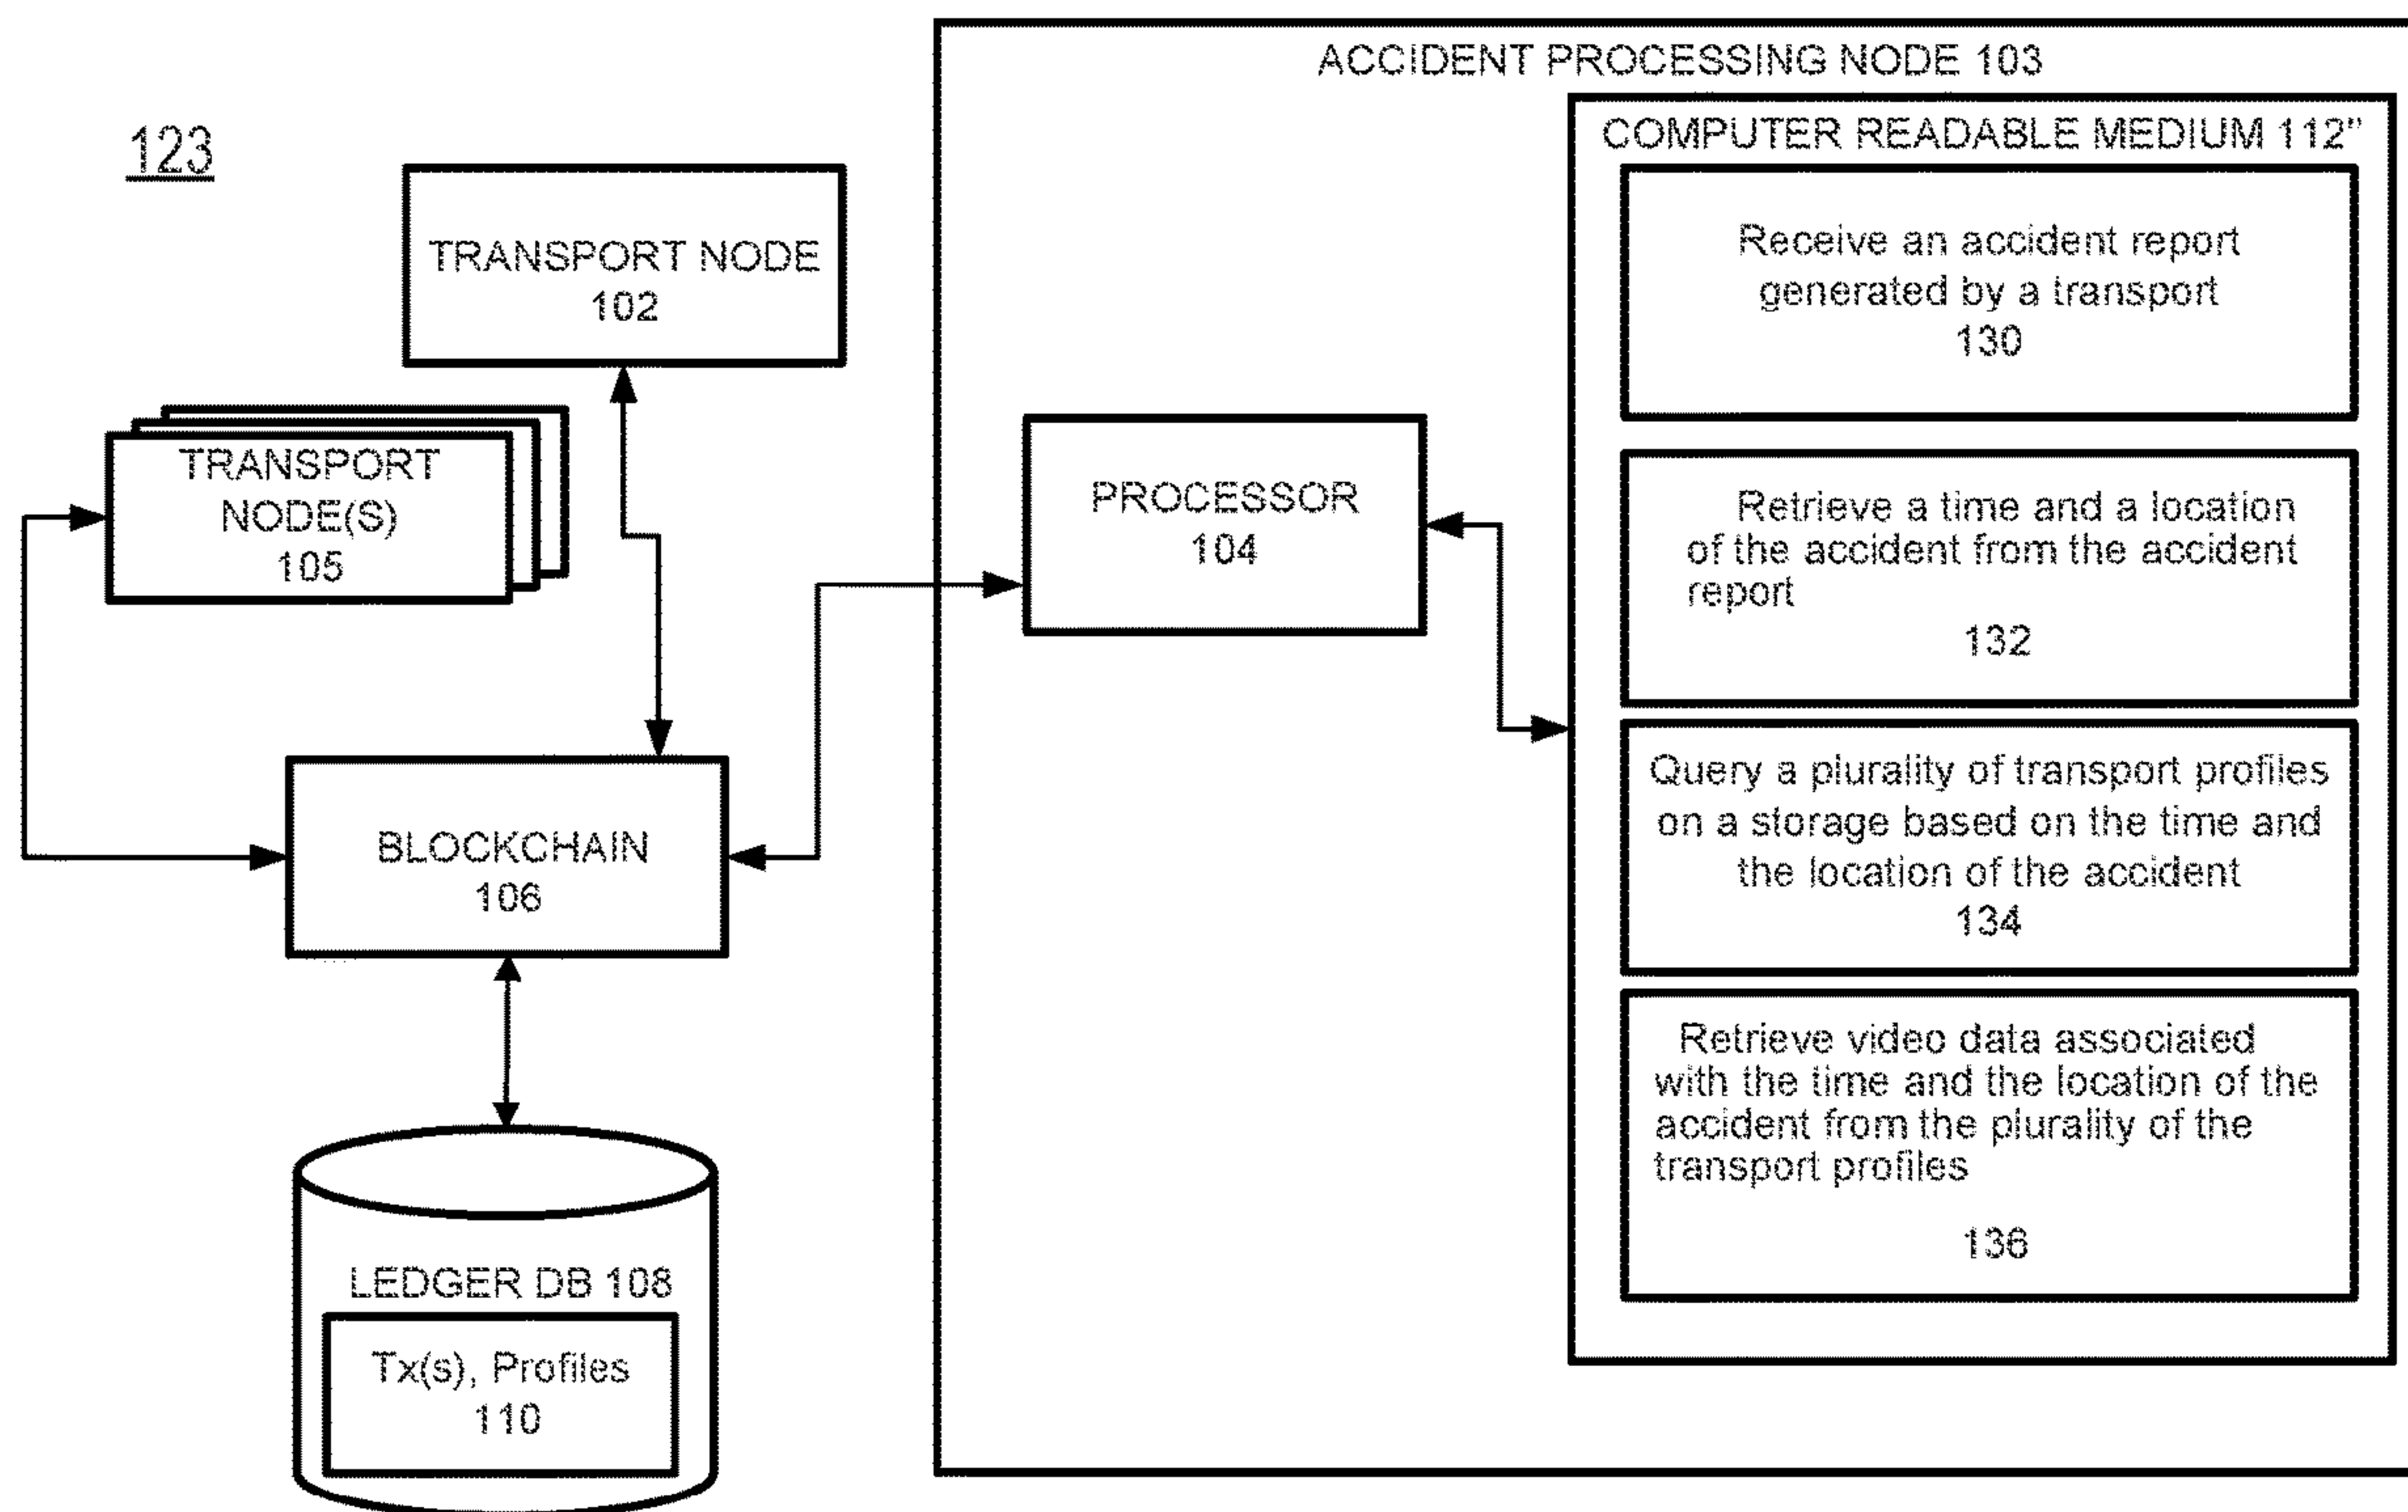 123
TRANSPORT NODE
102
TRANSPORT
NODE(S)
105
BLOCKCHAIN
106
LEDGER DB 108
Tx(s), Profiles
110
ACCIDENT PROCESSING NODE 103
PROCESSOR
104
COMPUTER READABLE MEDIUM 112"
Receive an accident report
generated by a transport
130
Retrieve a time and a location
of the accident from the accident
report
132
Query a plurality of transport profiles
on a storage based on the time and
the location of the accident
134
Retrieve video data associated
with the time and the location of the
accident from the plurality of the
transport profiles
136